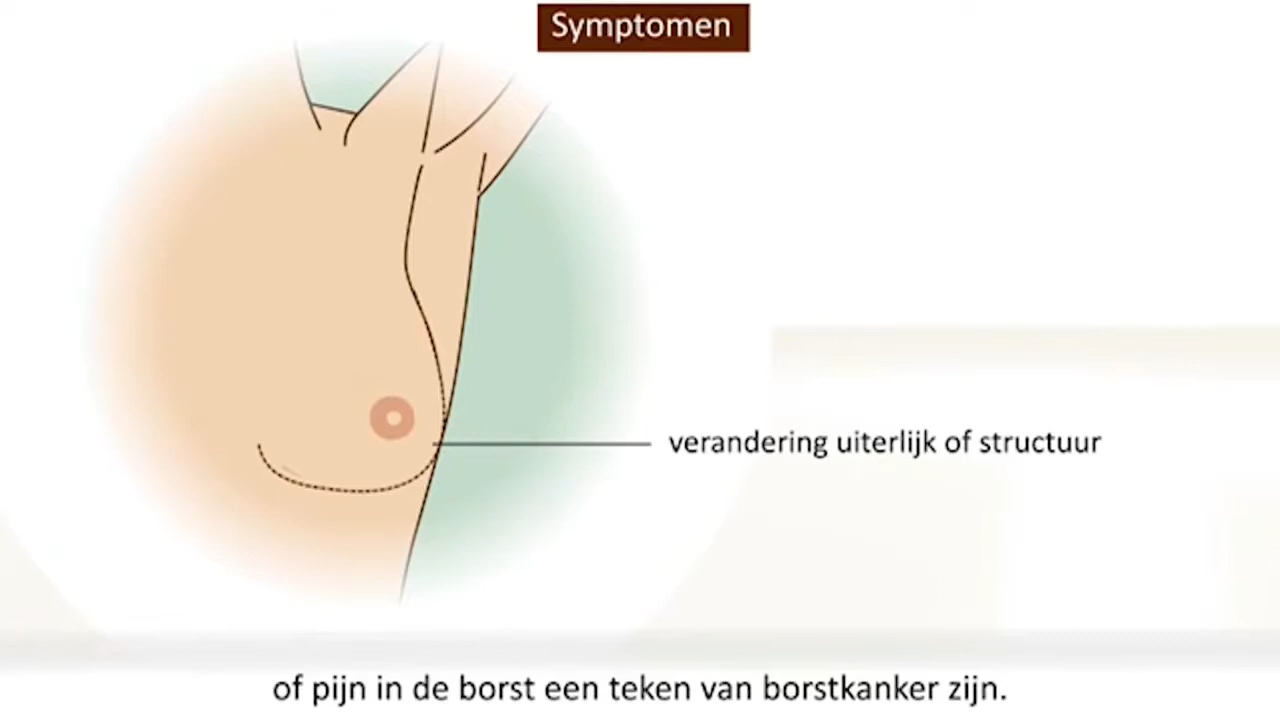 Symptomen
verandering uiterlijk of structuur
of pijn in de borst een teken van borstkanker zijn.